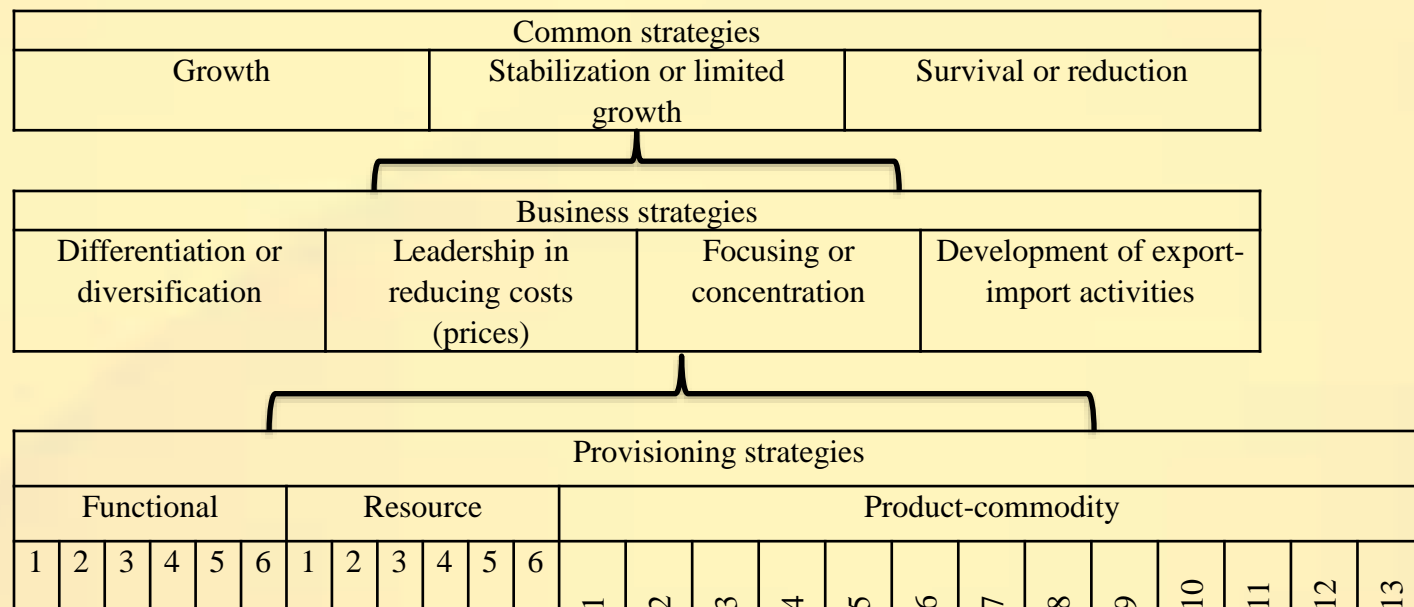 Common strategies
Growth
Stabilization or limited
growth
Survival or reduction
Business strategies
Differentiation or
diversification
Leadership in
reducing costs
(prices)
Focusing or
concentration
Development of export-
import activities
Provisioning strategies
Functional
Resource
Product-commodity
1 2 3 4 5 6 1 2 3 4 5 6
1 2 3 4 5 6 7 8 9 10 11 12 13